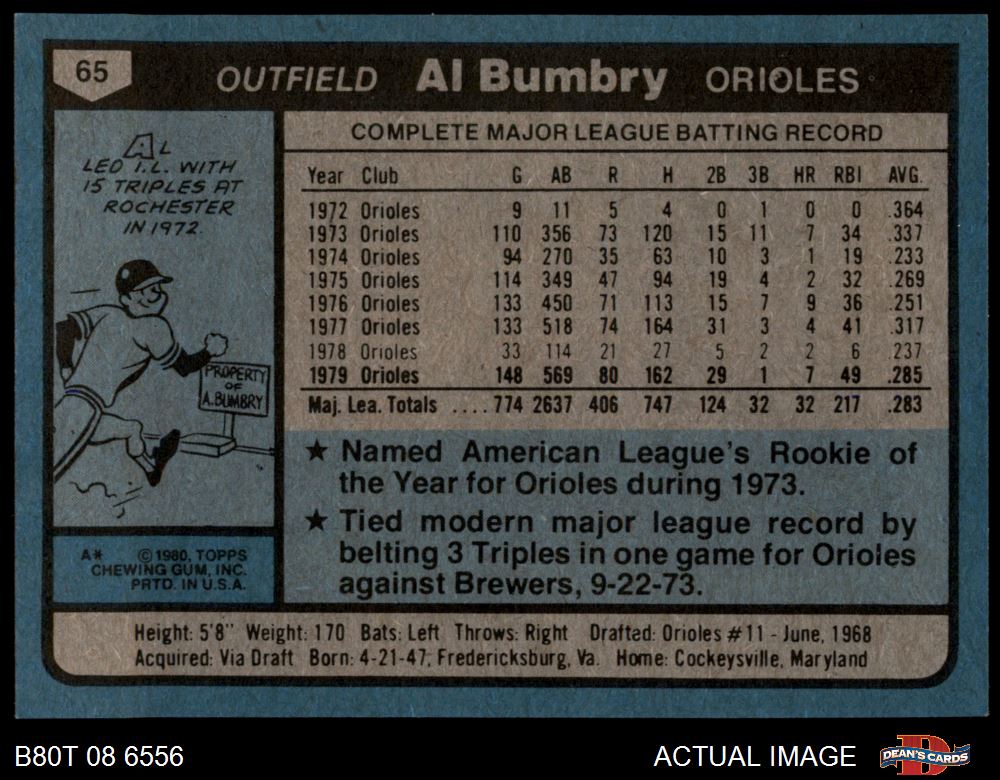 65
OUTFIELD Al Bumbry ORIOLES
AL
LED I.L. WITH
15 TRIPLES AT
ROCHESTER
IN 1972.
PROPERTY
OF
A. BUMBRY
A* ©1980, TOPPS
CHEWING GUM, INC.
PRTD. IN U.S.A.
COMPLETE MAJOR LEAGUE BATTING RECORD
Year Club G AB R H 2B 3B HR RBI AVG.
1972 Orioles 9 11 5 4 0 1 0 0 .364
1973 Orioles 110 356 73 120 15 11 7 34 .337
1974 Orioles 94 270 35 63 10 3 1 19 .233
1975 Orioles 114 349 47 94 19 4 2 32 .269
1976 Orioles 133 450 71 113 15 7 9 36 .251
1977 Orioles 133 518 74 164 31 3 4 41 .317
1978 Orioles 33 114 21 27 5 2 2 6 .237
1979 Orioles 148 569 80 162 29 1 7 49 .285
Maj. Lea. Totals ....774 2637 406 747 124 32 32 217 .283
★ Named American League's Rookie of
the Year for Orioles during 1973.
★ Tied modern major league record by
belting 3 Triples in one game for Orioles
against Brewers, 9-22-73.
Height: 5'8" Weight: 170 Bats: Left Throws: Right Drafted: Orioles #11 - June, 1968
Acquired: Via Draft Born: 4-21-47, Fredericksburg, Va. Home: Cockeysville, Maryland
B80T 08 6556 ACTUAL IMAGE DEAN'S CARDS